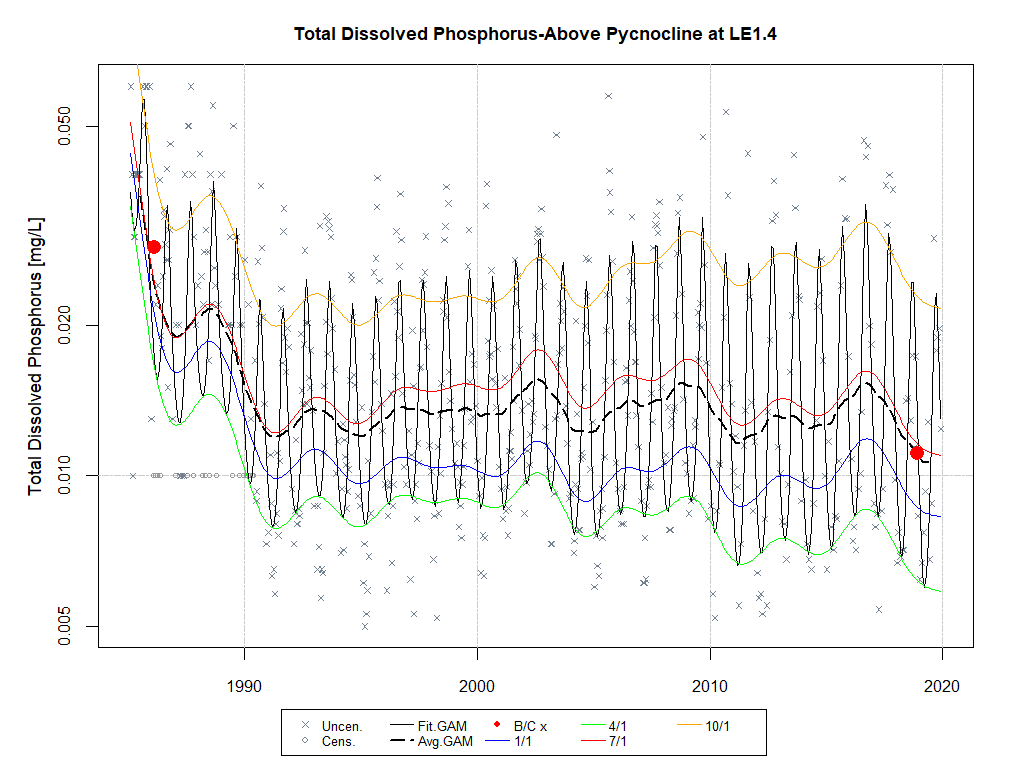 Total Dissolved Phosphorus-Above Pycnocline at LE1.4
Total Dissolved Phosphorus [mg/L]
0.050
0.020
0.010
0.005
1990 2000 2010 2020
Uncen. Fit.GAM B/C x 4/1 10/1
Cens. Avg.GAM 1/1 7/1